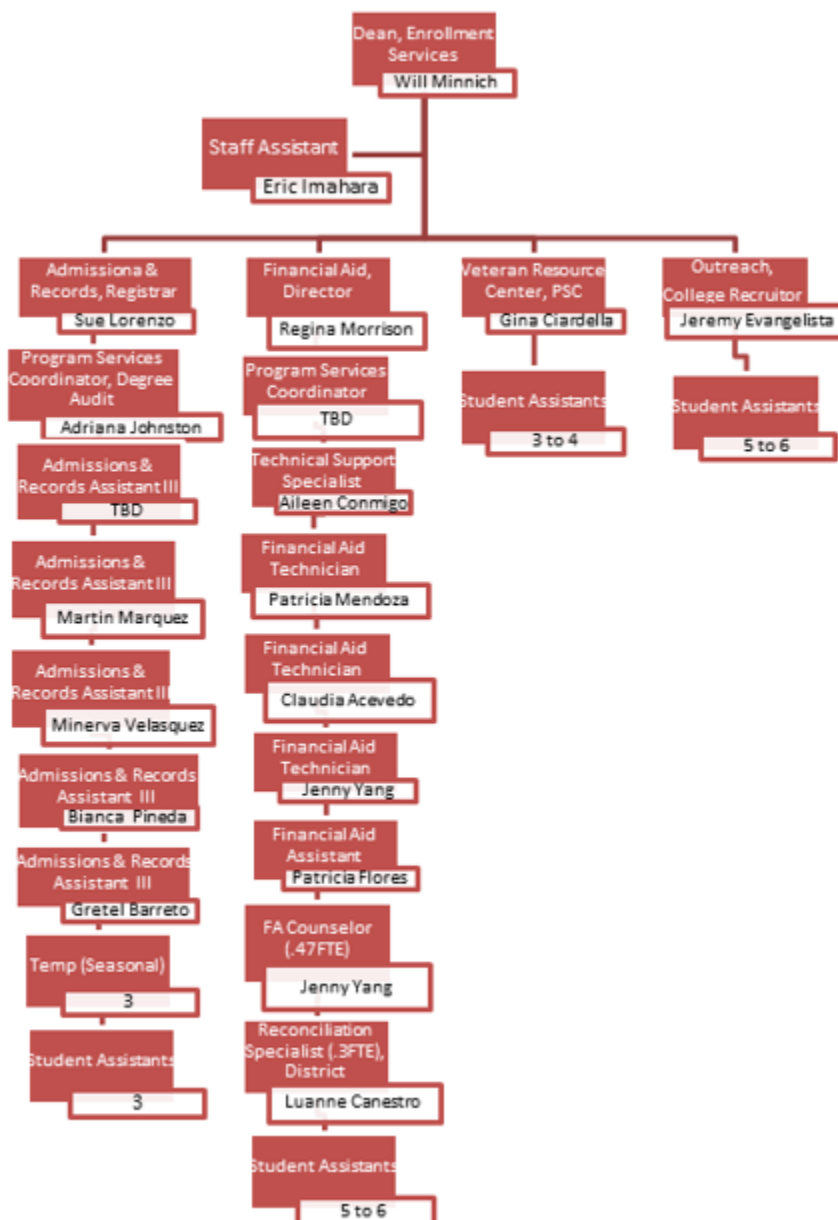 Dean, Enrollment
Services
Will Minnich
Staff Assistant
Eric Imahara
Admissiona &
Records, Registrar
Sue Lorenzo
Program Services
Coordinator, Degree
Audit
Adriana Johnston
Admissions &
Records Assistant III
TBD
Admissions &
Records Assistant III
Martin Marquez
Admissions &
Records Assistant III
Minerva Velasquez
Admissions & Records
Assistant III
Bianca Pineda
Admissions & Records
Assistant III
Gretel Barreto
Temp (Seasonal)
3
Student Assistants
3
Financial Aid,
Director
Regina Morrison
Program Services
Coordinator
TBD
Technical Support
Specialist
Aileen Conmigo
Financial Aid
Technician
Patricia Mendoza
Financial Aid
Technician
Claudia Acevedo
Financial Aid
Technician
Jenny Yang
Financial Aid
Assistant
Patricia Flores
FA Counselor
(.47FTE)
Jenny Yang
Reconciliation
Specialist (.3FTE),
District
Luanne Canestro
Student Assistants
5 to 6
Veteran Resource
Center, PSC
Gina Ciardella
Student Assistants
3 to 4
Outreach,
College Recruitor
Jeremy Evangelista
Student Assistants
5 to 6